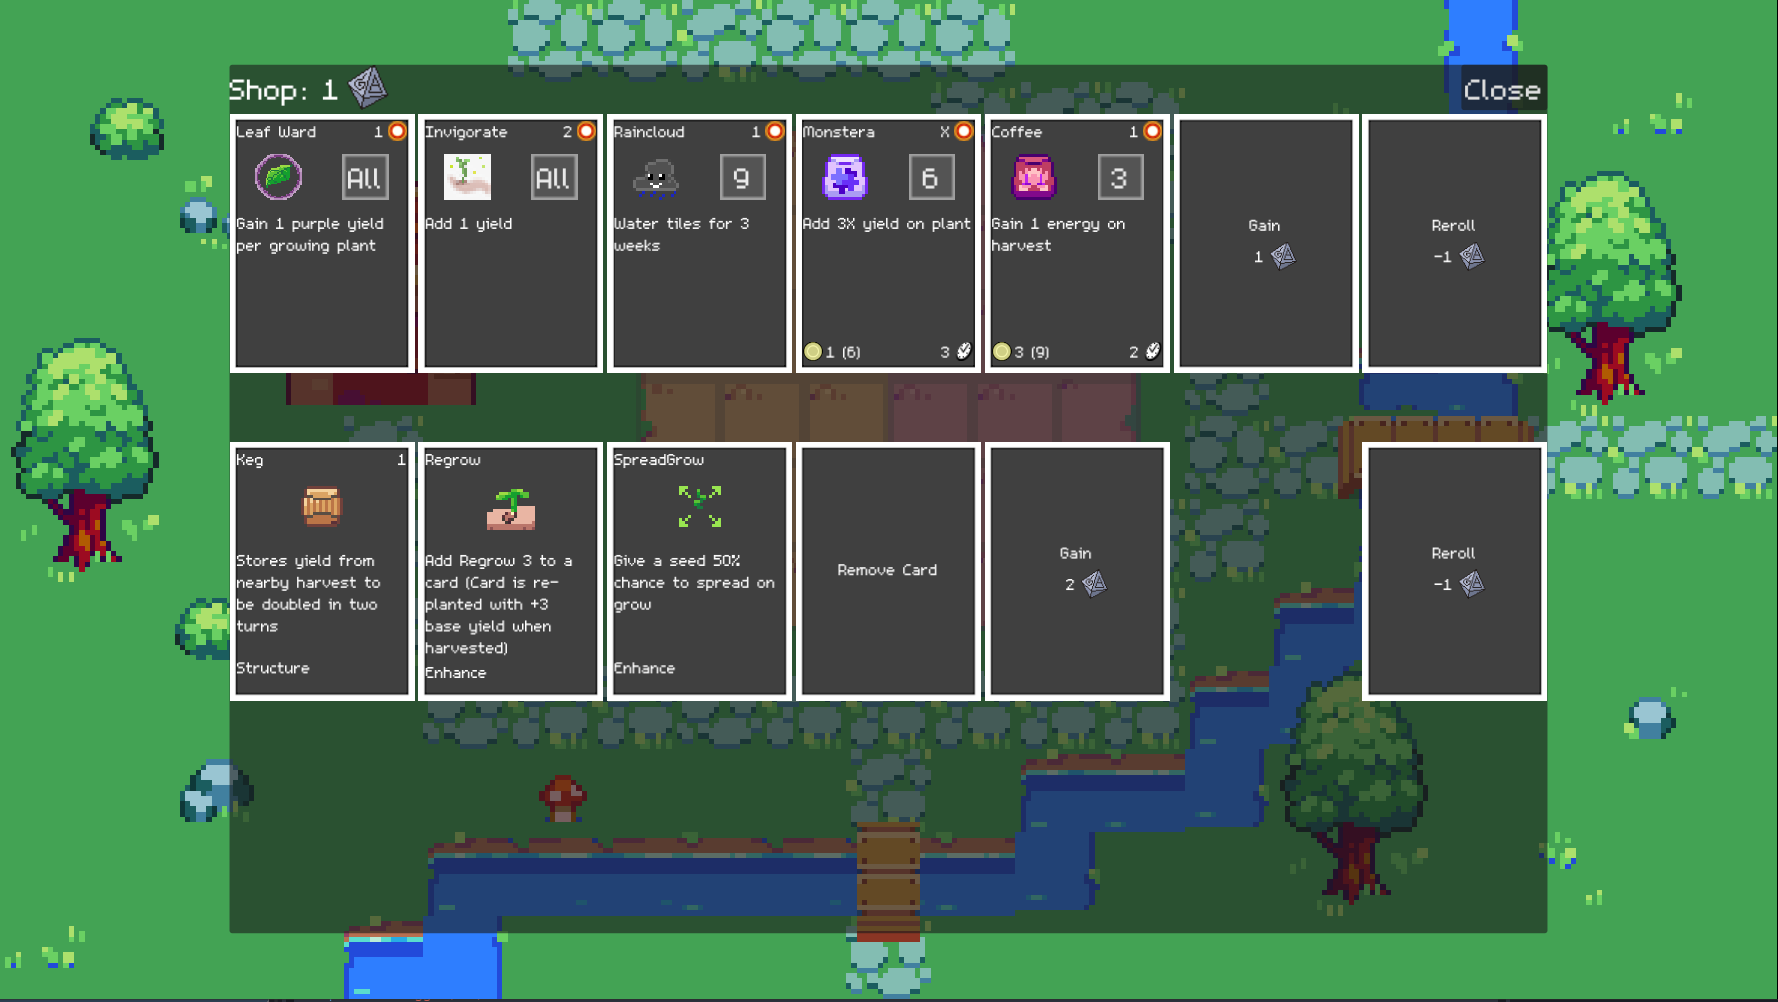 Shop: 1
Close
Leaf Ward 1
All
Gain 1 purple yield
per growing plant
Invigorate 2
All
Add 1 yield
Raincloud 1
9
Water tiles for 3
weeks
Monstera X
6
Add 3X yield on plant
1 (6) 3
Coffee 1
3
Gain 1 energy on
harvest
3 (9) 2
Gain
1
Reroll
-1
Keg 1
Stores yield from
nearby harvest to
be doubled in two
turns
Structure
Regrow
Add Regrow 3 to a
card (Card is re-
planted with +3
base yield when
harvested)
Enhance
SpreadGrow
Give a seed 50%
chance to spread on
grow
Enhance
Remove Card
Gain
2
Reroll
-1